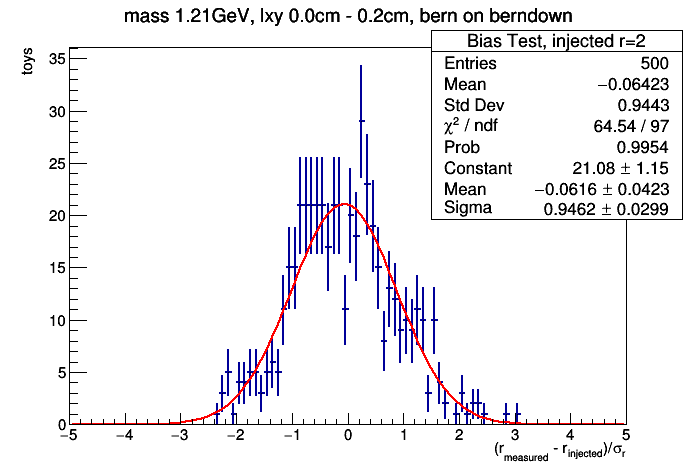 mass 1.21GeV, lxy 0.0cm - 0.2cm, bern on berndown
Bias Test, injected r=2
Entries 500
Mean −0.06423
Std Dev 0.9443
χ² / ndf 64.54 / 97
Prob 0.9954
Constant 21.08 ± 1.15
Mean −0.0616 ± 0.0423
Sigma 0.9462 ± 0.0299
toys
35
30
25
20
15
10
5
0
−5 −4 −3 −2 −1 0 1 2 3 4 5
(r_measured - r_injected)/σ_r